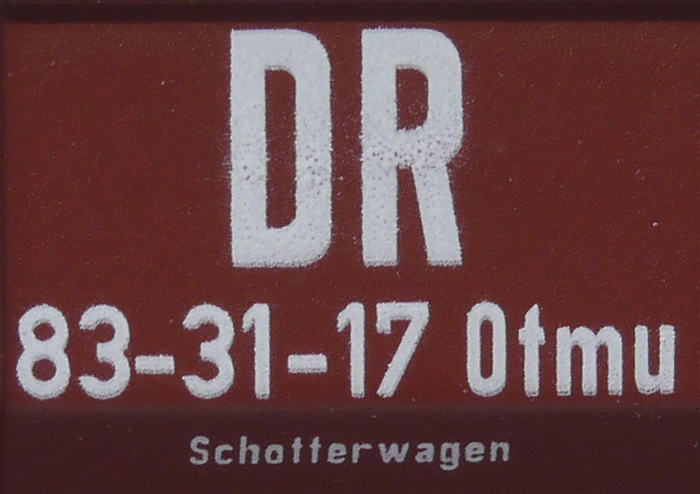 DR
83-31-17 Otmu
Schotterwagen